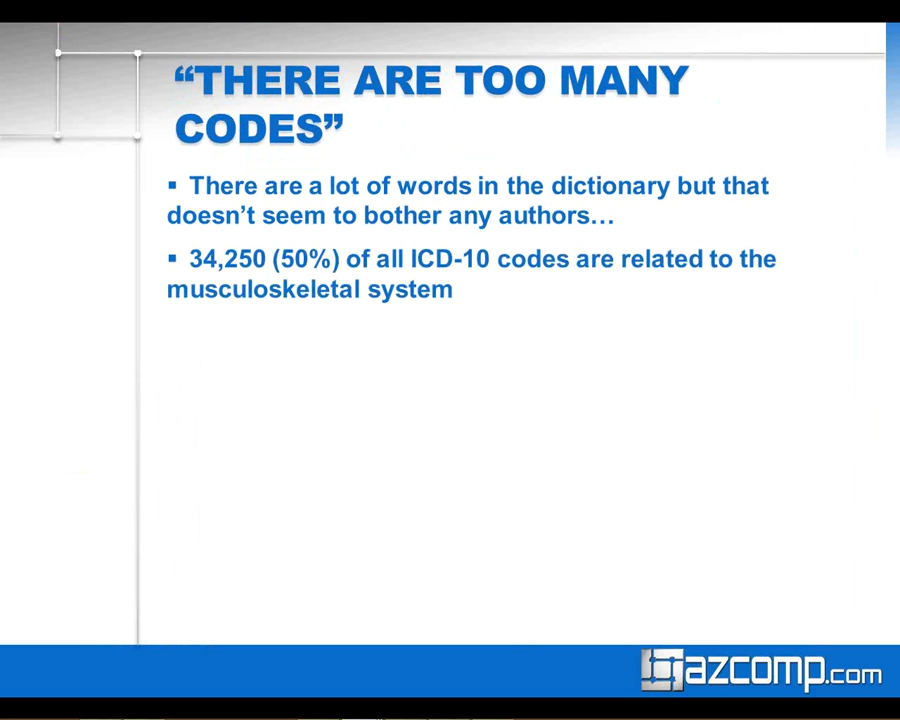 “THERE ARE TOO MANY
CODES”
▪ There are a lot of words in the dictionary but that
doesn’t seem to bother any authors…
▪ 34,250 (50%) of all ICD-10 codes are related to the
musculoskeletal system
azcomp.com